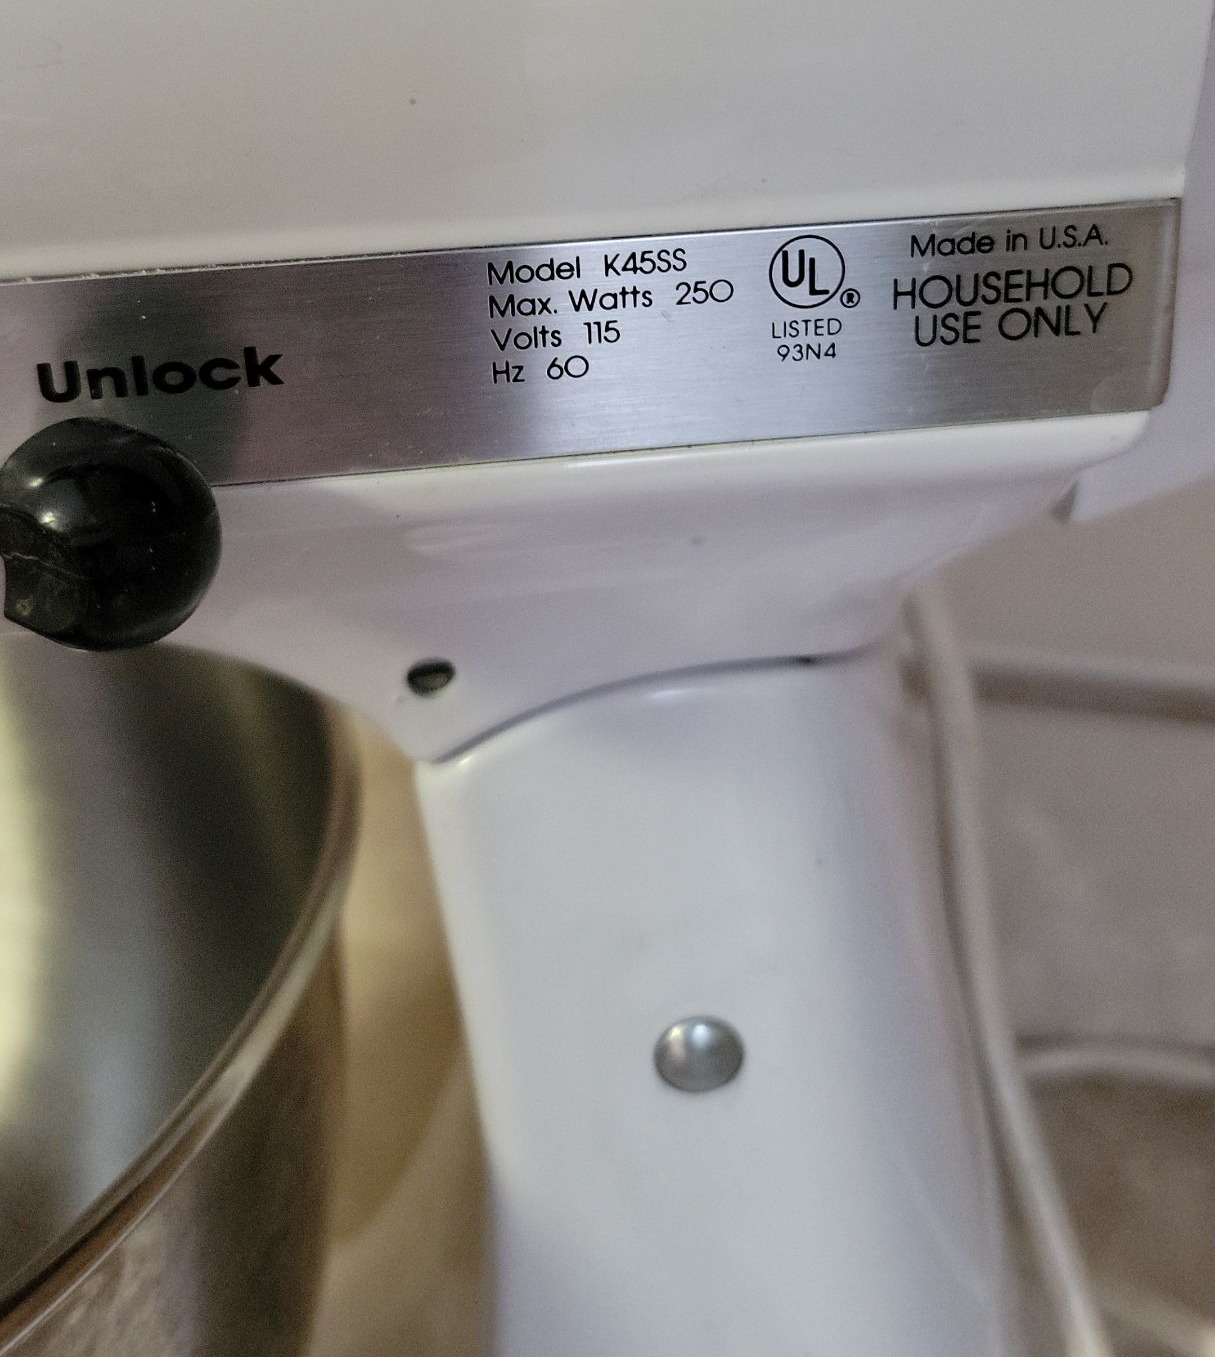 Unlock
Model K45SS
Max. Watts 250
Volts 115
Hz 60
UL®
LISTED
93N4
Made in U.S.A.
HOUSEHOLD
USE ONLY